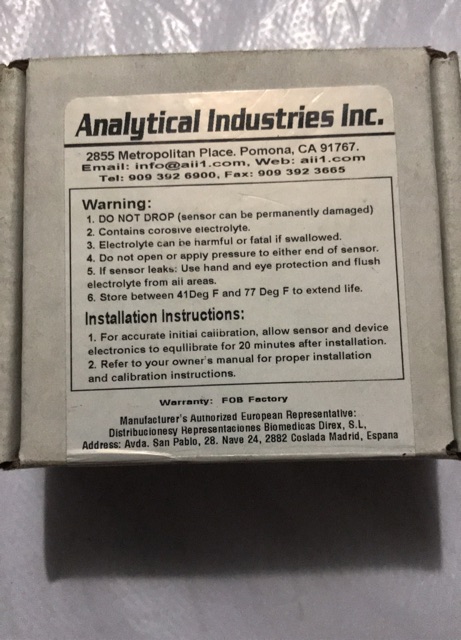 Analytical Industries Inc.
2855 Metropolitan Place. Pomona, CA 91767.
Email: info@aii1.com, Web: aii1.com
Tel: 909 392 6900, Fax: 909 392 3665
Warning:
1. DO NOT DROP (sensor can be permanently damaged)
2. Contains corosive electrolyte.
3. Electrolyte can be harmful or fatal if swallowed.
4. Do not open or apply pressure to either end of sensor.
5. If sensor leaks: Use hand and eye protection and flush
electrolyte from all areas.
6. Store between 41Deg F and 77 Deg F to extend life.
Installation Instructions:
1. For accurate initial calibration, allow sensor and device
electronics to equilibrate for 20 minutes after installation.
2. Refer to your owner's manual for proper installation
and calibration instructions.
Warranty: FOB Factory
Manufacturer's Authorized European Representative:
Distribucionesy Representaciones Biomedicas Direx, S.L,
Address: Avda. San Pablo, 28. Nave 24, 2882 Coslada Madrid, Espana